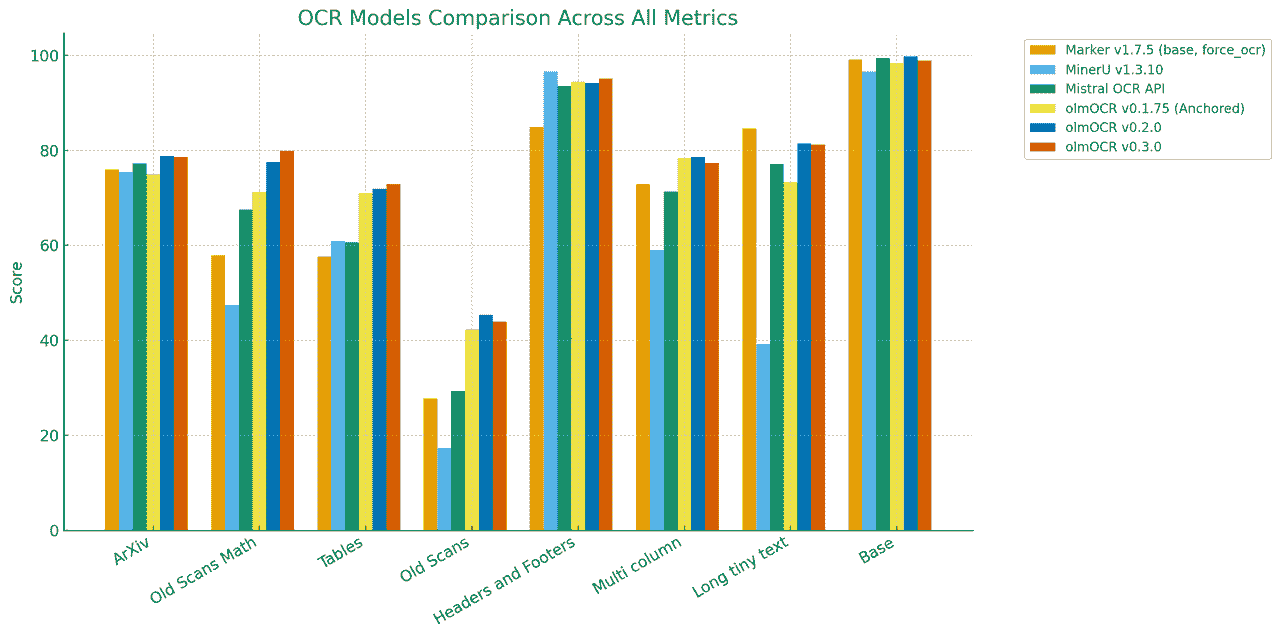 OCR Models Comparison Across All Metrics
Score
100
80
60
40
20
0
ArXiv
Old Scans Math
Tables
Old Scans
Headers and Footers
Multi column
Long tiny text
Base
Marker v1.7.5 (base, force_ocr)
MinerU v1.3.10
Mistral OCR API
olmOCR v0.1.75 (Anchored)
olmOCR v0.2.0
olmOCR v0.3.0